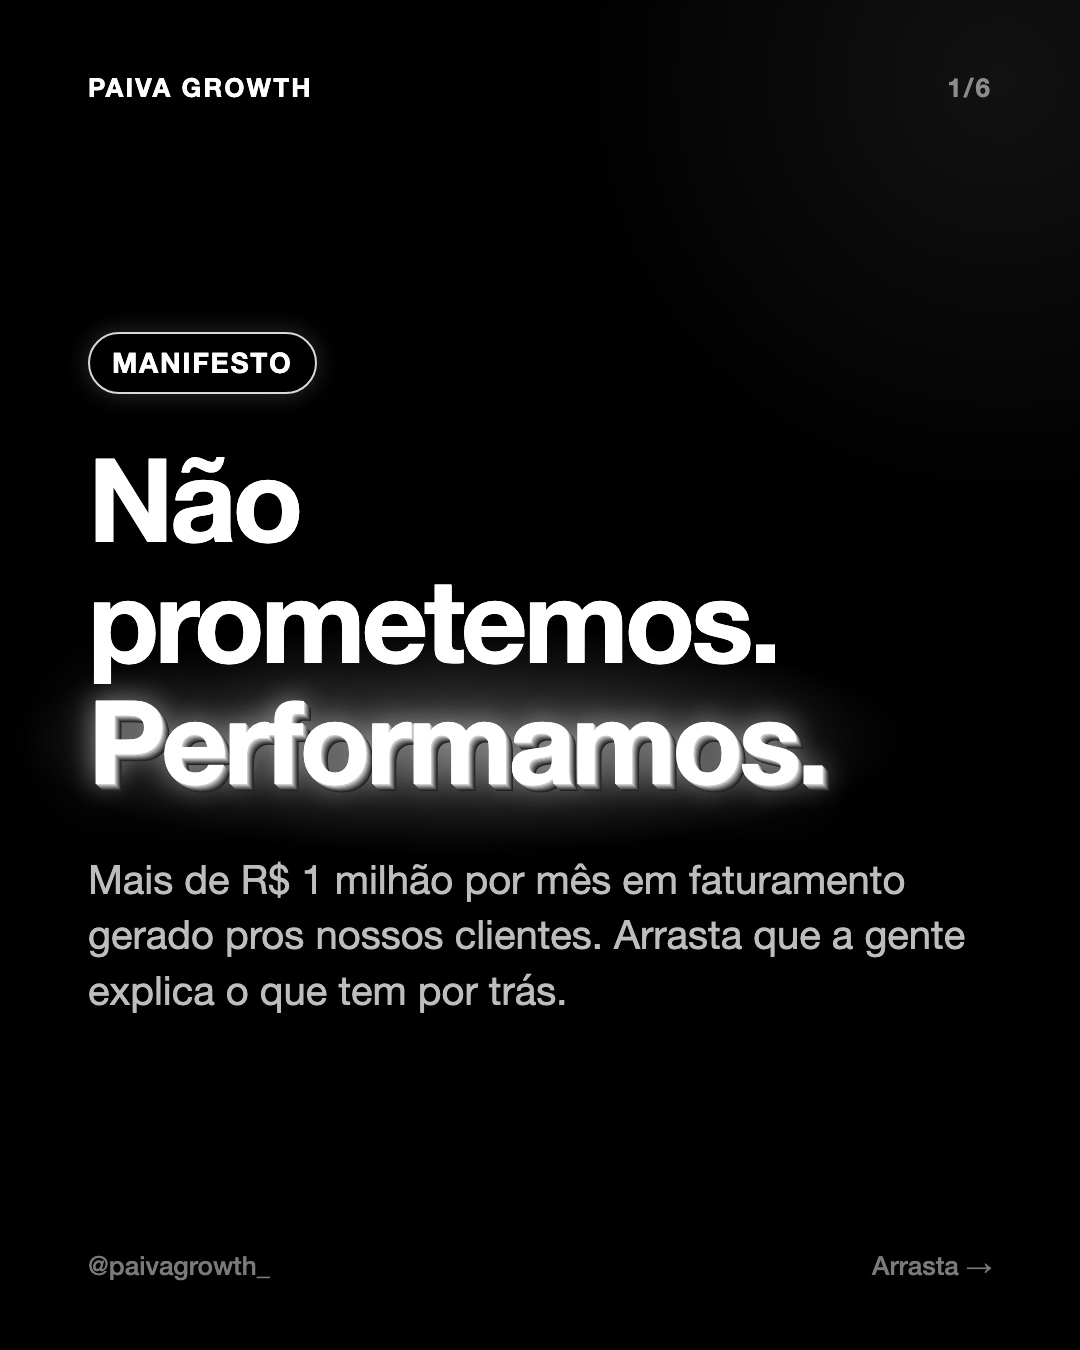 PAIVA GROWTH
1/6
MANIFESTO
Não
prometemos.
Performamos.
Mais de R$ 1 milhão por mês em faturamento
gerado pros nossos clientes. Arrasta que a gente
explica o que tem por trás.
@paivagrowth_
Arrasta →